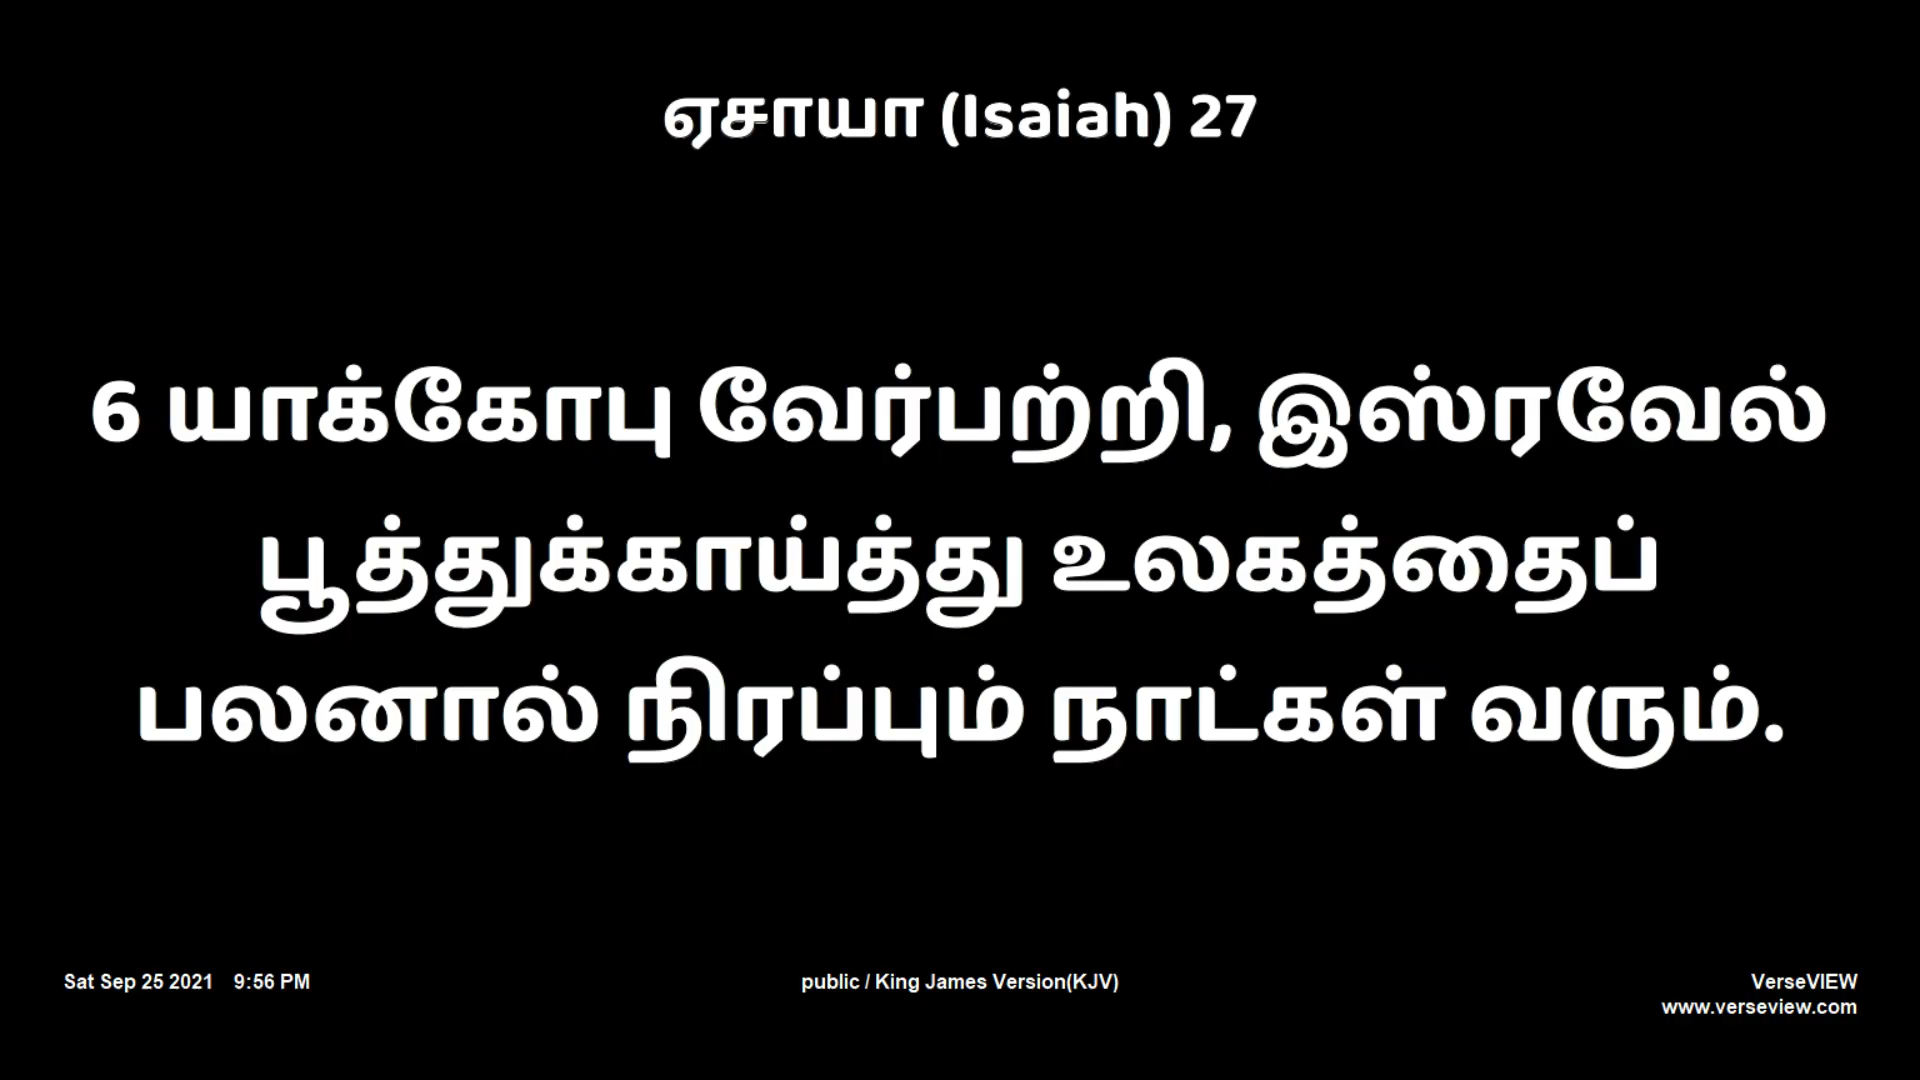 ஏசாயா (Isaiah) 27
6 யாக்கோபு வேர்பற்றி, இஸ்ரவேல்
பூத்துக்காய்த்து உலகத்தைப்
பலனால் நிரப்பும் நாட்கள் வரும்.
Sat Sep 25 2021 9:56 PM
public / King James Version(KJV)
VerseVIEW
www.verseview.com